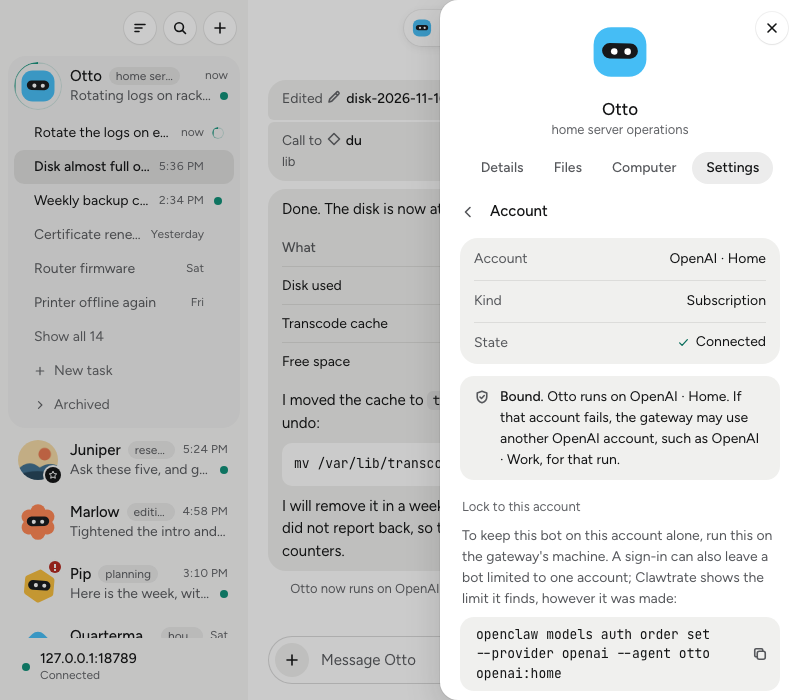 Otto
home ser...
now
Rotating logs on rack...
Rotate the logs on e...
now
Disk almost full o...
5:36 PM
Weekly backup c...
2:34 PM
Certificate rene...
Yesterday
Router firmware
Sat
Printer offline again
Fri
Show all 14
New task
Archived
Juniper
rese...
5:24 PM
Ask these five, and g...
Marlow
editi...
4:58 PM
Tightened the intro and...
Pip
planning
3:10 PM
Here is the week, wit...
Quarterma
hou
Sat
127.0.0.1:18789
Connected
Edited disk-2026-11-1
Call to du
lib
Done. The disk is now at
What
Disk used
Transcode cache
Free space
I moved the cache to t
undo:
mv /var/lib/transco
I will remove it in a week
did not report back, so t
counters.
Otto now runs on OpenAI
Message Otto
Otto
home server operations
Details
Files
Computer
Settings
Account
Account
OpenAI · Home
Kind
Subscription
State
Connected
Bound. Otto runs on OpenAI · Home. If
that account fails, the gateway may use
another OpenAI account, such as OpenAI
· Work, for that run.
Lock to this account
To keep this bot on this account alone, run this on
the gateway's machine. A sign-in can also leave a
bot limited to one account; Clawtrate shows the
limit it finds, however it was made:
openclaw models auth order set
--provider openai --agent otto
openai:home